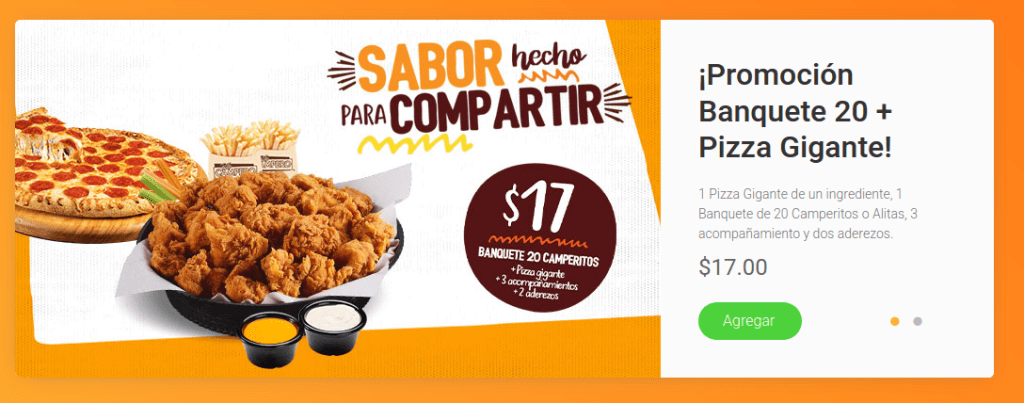 SABOR hecho
PARA COMPARTIR
CAMPERO
CAMPERO
$17
BANQUETE 20 CAMPERITOS
+Pizza gigante
+3 acompañamientos
+2 aderezos
¡Promoción
Banquete 20 +
Pizza Gigante!
1 Pizza Gigante de un ingrediente, 1
Banquete de 20 Camperitos o Alitas, 3
acompañamiento y dos aderezos.
$17.00
Agregar